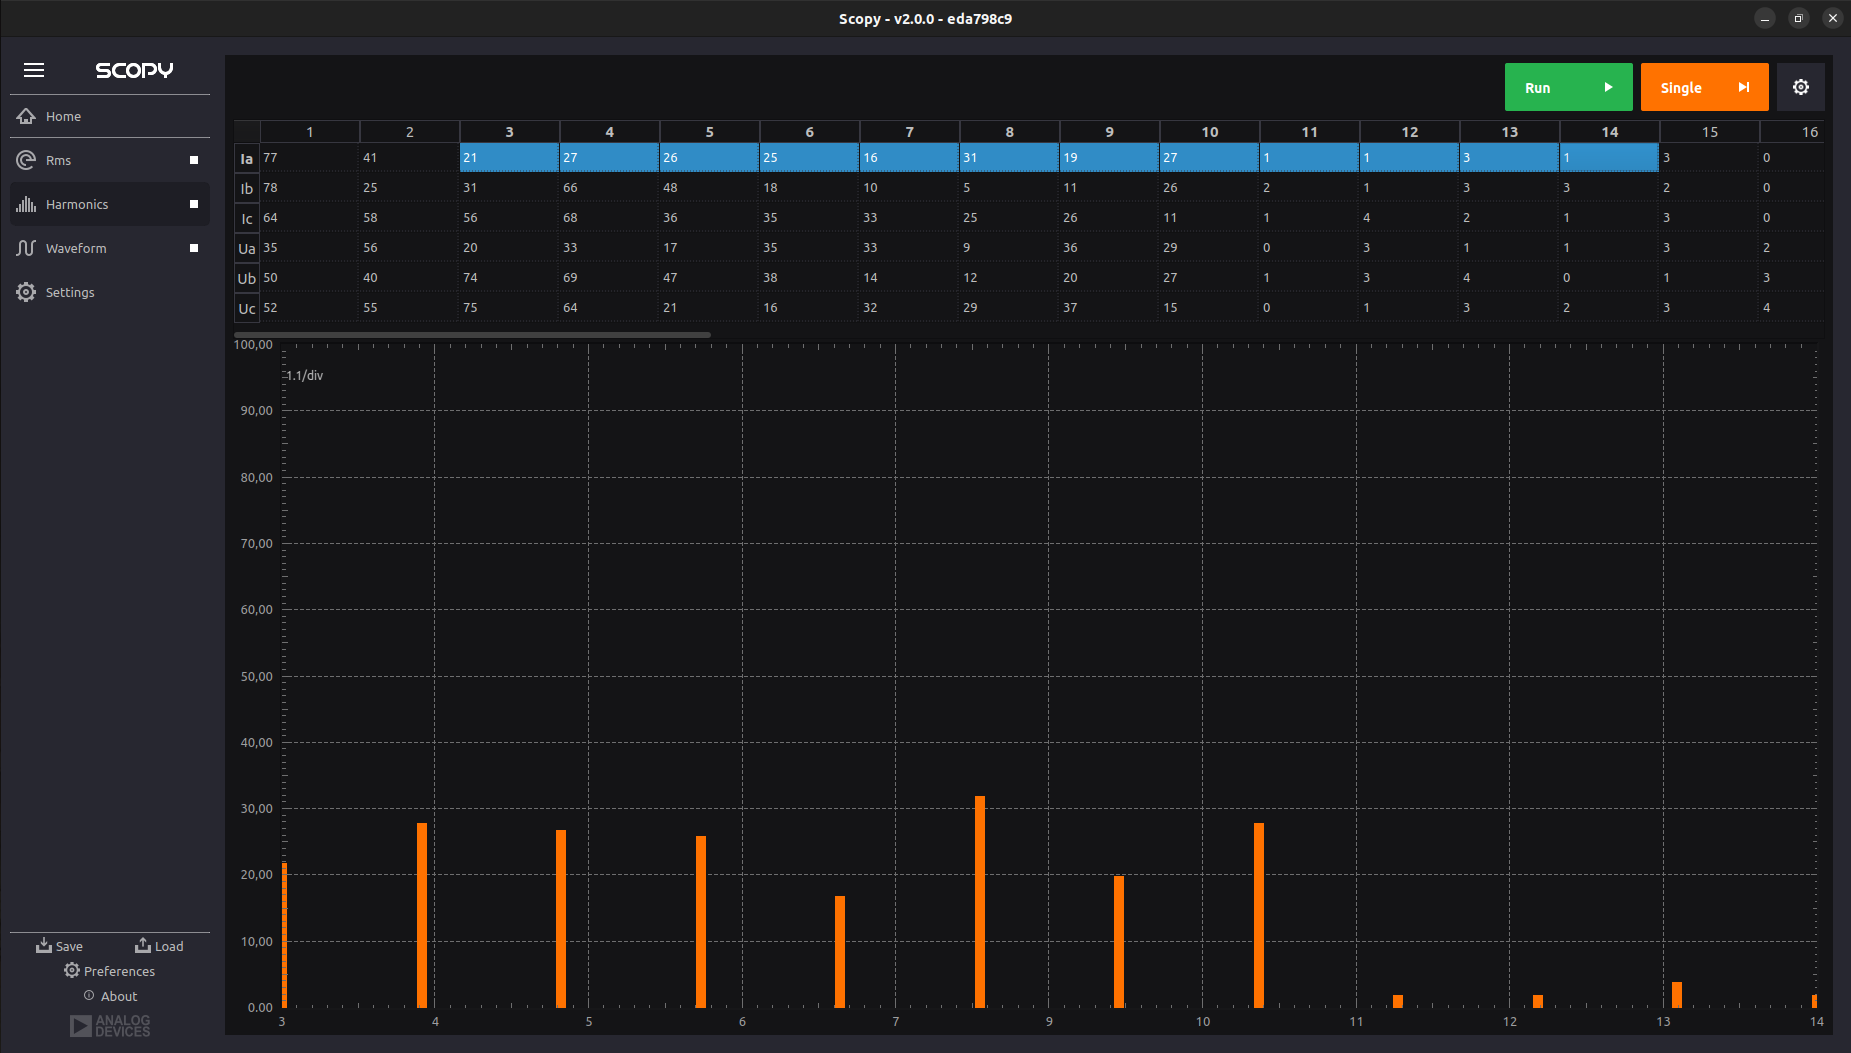 Scopy - v2.0.0 - eda798c9
SCOPY
Home
Rms
Harmonics
Waveform
Settings
Run
Single
1 2 3 4 5 6 7 8 9 10 11 12 13 14 15 16
Ia 77 41 21 27 26 25 16 31 19 27 1 1 3 1 3 0
Ib 78 25 31 66 48 18 10 5 11 26 2 1 3 3 2 0
Ic 64 58 56 68 36 35 33 25 26 11 1 4 2 1 3 0
Ua 35 56 20 33 17 35 33 9 36 29 0 3 1 1 3 2
Ub 50 40 74 69 47 38 14 12 20 27 1 3 4 0 1 3
Uc 52 55 75 64 21 16 32 29 37 15 0 1 3 2 3 4
100,00
1.1/div
90,00
80,00
70,00
60,00
50,00
40,00
30,00
20,00
10,00
0.00
3 4 5 6 7 8 9 10 11 12 13 14
Save Load
Preferences
About
ANALOG
DEVICES